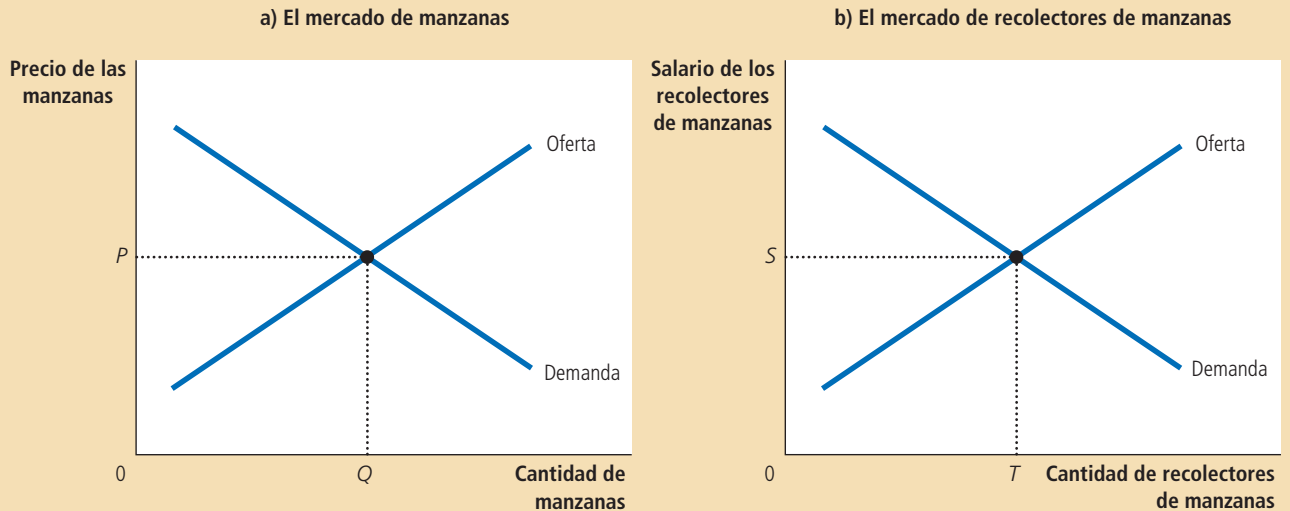 a) El mercado de manzanas
Precio de las
manzanas
Oferta
P
Demanda
0
Q
Cantidad de
manzanas
b) El mercado de recolectores de manzanas
Salario de los
recolectores
de manzanas
Oferta
S
Demanda
0
T
Cantidad de recolectores
de manzanas